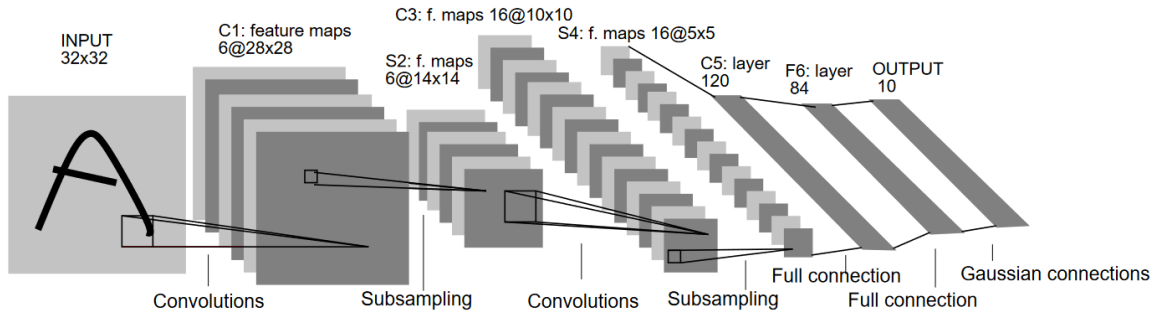 INPUT
32x32
C1: feature maps
6@28x28
S2: f. maps
6@14x14
C3: f. maps 16@10x10
S4: f. maps 16@5x5
C5: layer
120
F6: layer
84
OUTPUT
10
Convolutions
Subsampling
Convolutions
Subsampling
Full connection
Full connection
Gaussian connections